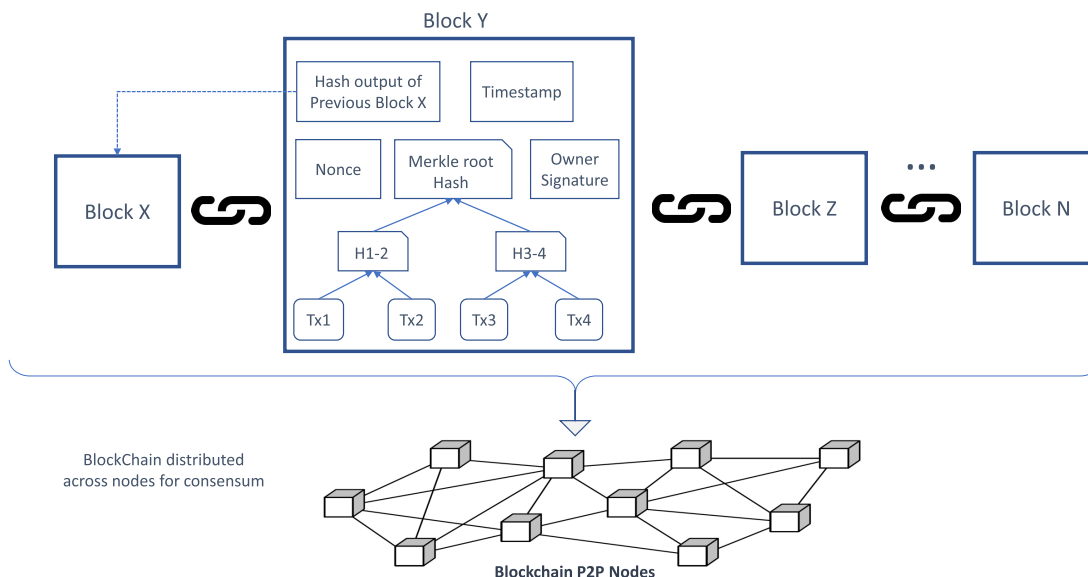 Block Y
Hash output of
Previous Block X
Timestamp
Nonce
Merkle root
Hash
Owner
Signature
Block X
Block Z
...
Block N
H1-2
H3-4
Tx1
Tx2
Tx3
Tx4
BlockChain distributed
across nodes for consensum
Blockchain P2P Nodes